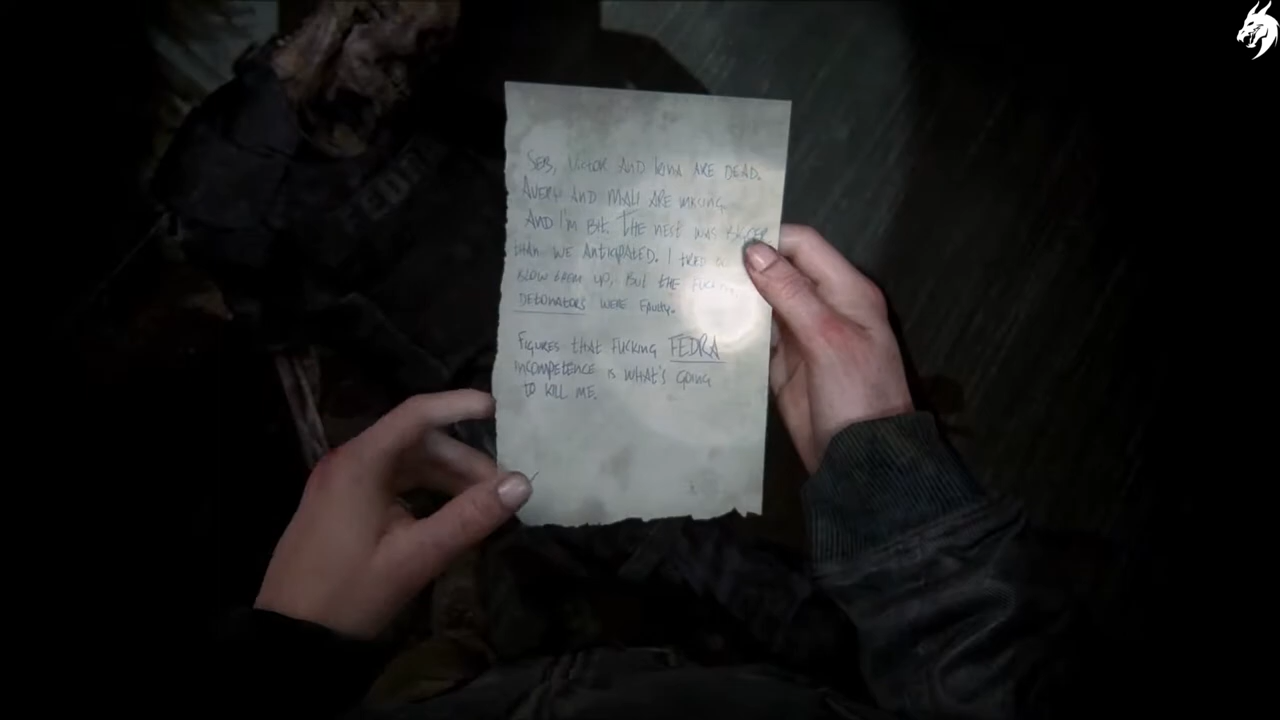 SEB, VICTOR AND ARE DEAD.
AVERY AND MALI ARE MISSING
AND I'M BIT. THE NEST WAS BIGGER
THAN WE ANTICIPATED. I TRIED
BLOW THEM UP, BUT THE
DETONATORS WERE FAULTY.
FIGURES THAT FUCKING FEDRA
INCOMPETENCE IS WHAT'S GOING
TO KILL ME.